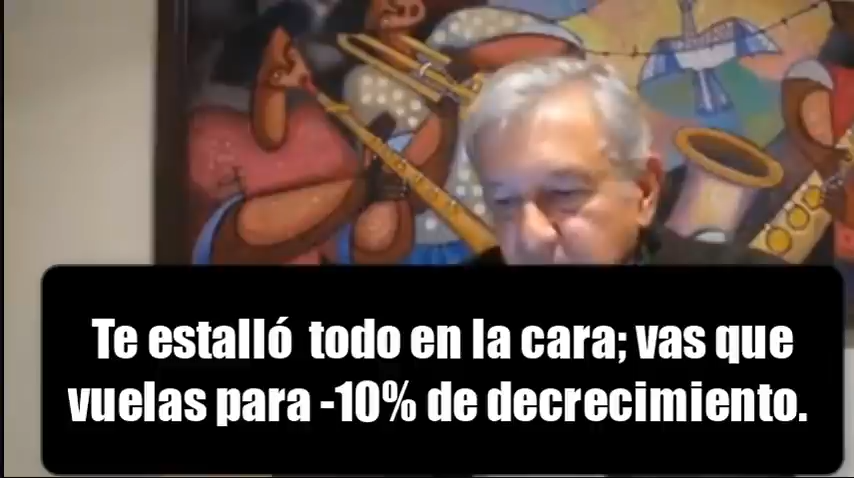 Te estalló todo en la cara; vas que
vuelas para -10% de decrecimiento.